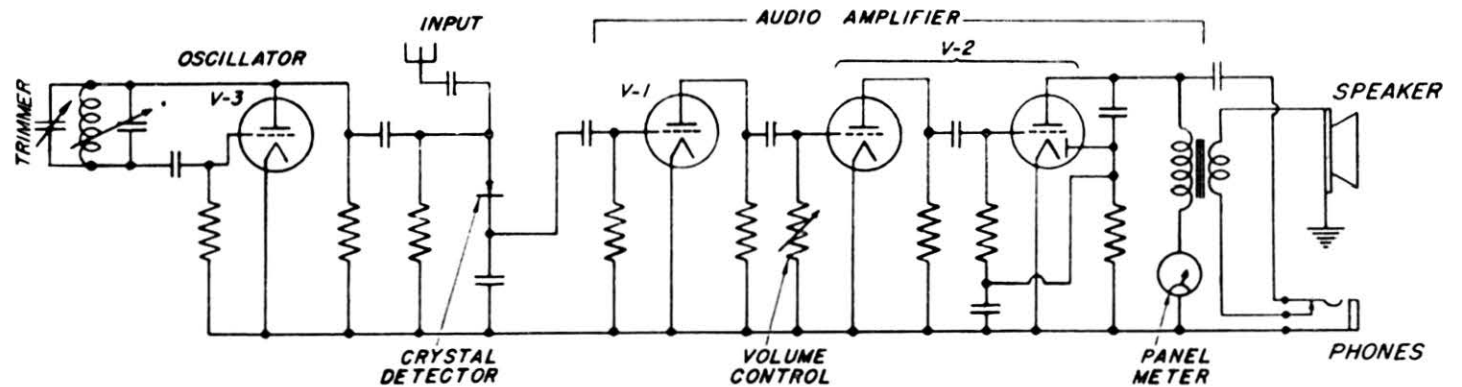 AUDIO AMPLIFIER
INPUT
OSCILLATOR
V-2
V-3
V-1
SPEAKER
TRIMMER
CRYSTAL
DETECTOR
VOLUME
CONTROL
PANEL
METER
PHONES